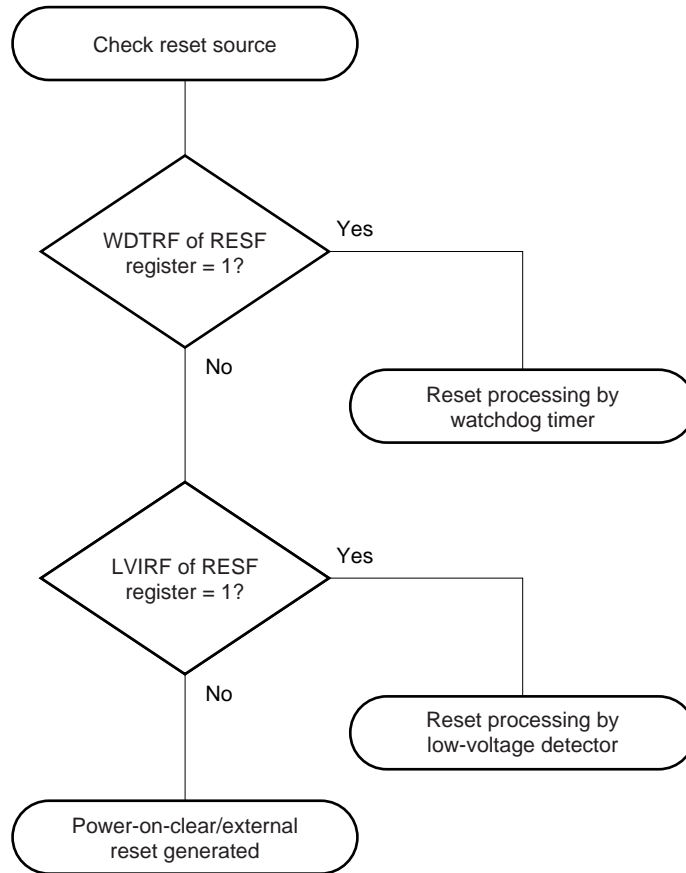 Check reset source
WDTRF of RESF
register = 1?
Yes
No
Reset processing by
watchdog timer
LVIRF of RESF
register = 1?
Yes
No
Reset processing by
low-voltage detector
Power-on-clear/external
reset generated